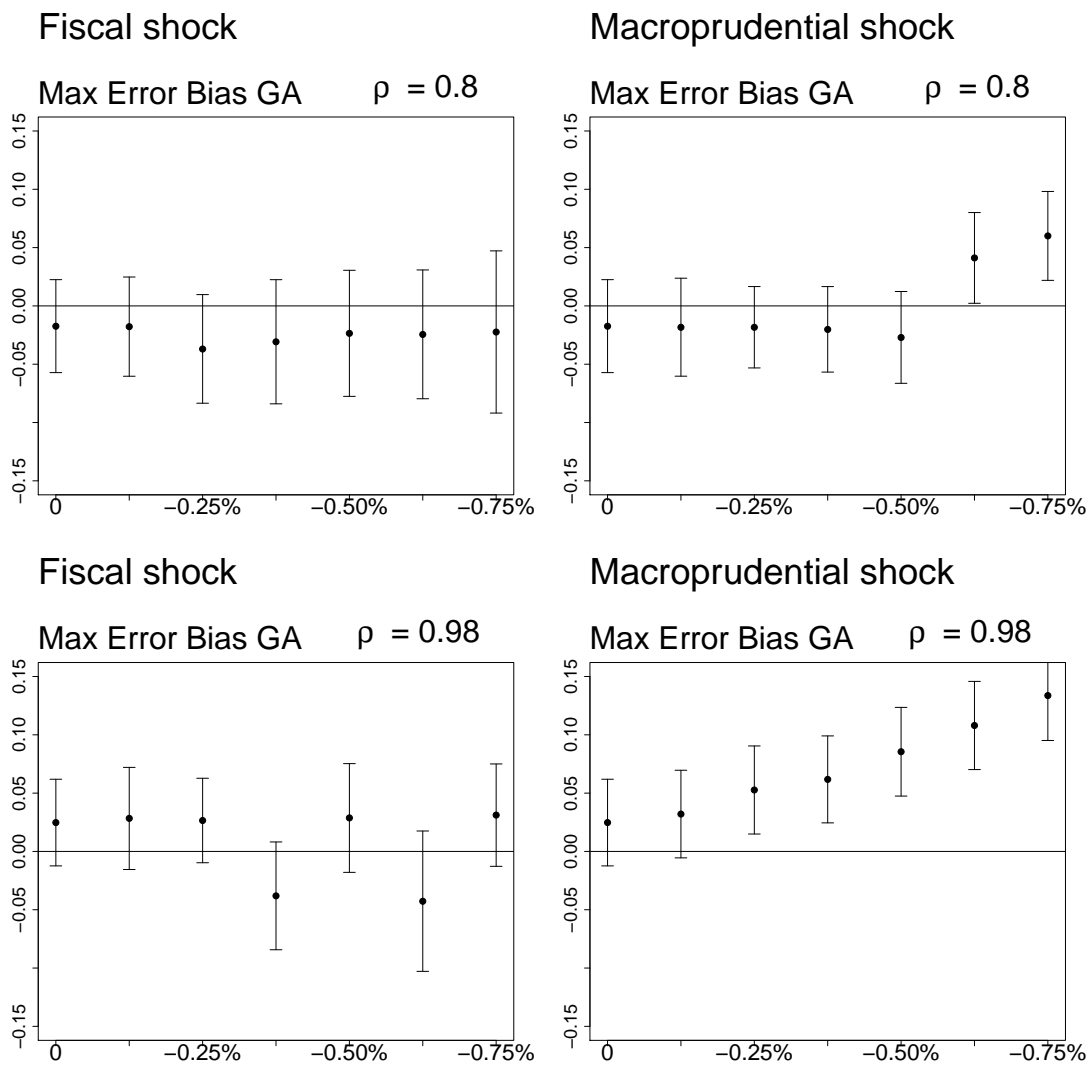 Fiscal shock
Max Error Bias GA ρ = 0.8
0.15
0.10
0.05
0.00
−0.05
−0.15
0 −0.25% −0.50% −0.75%
Macroprudential shock
Max Error Bias GA ρ = 0.8
0.15
0.10
0.05
0.00
−0.05
−0.15
0 −0.25% −0.50% −0.75%
Fiscal shock
Max Error Bias GA ρ = 0.98
0.15
0.10
0.05
0.00
−0.05
−0.15
0 −0.25% −0.50% −0.75%
Macroprudential shock
Max Error Bias GA ρ = 0.98
0.15
0.10
0.05
0.00
−0.05
−0.15
0 −0.25% −0.50% −0.75%